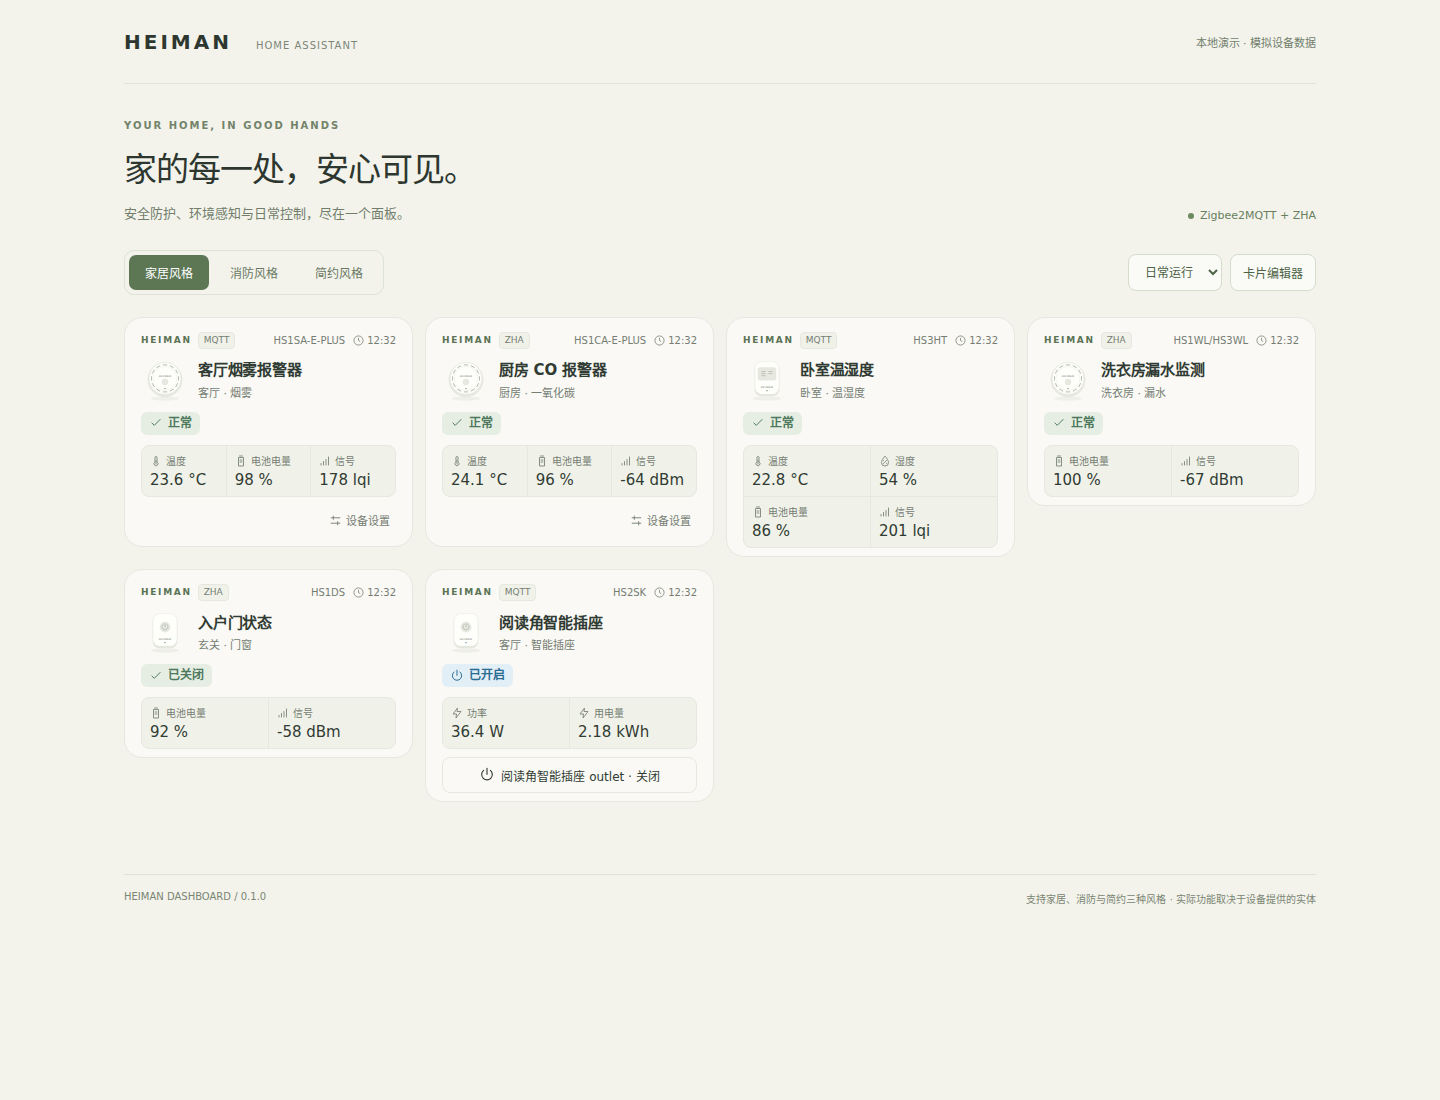 HEIMAN HOME ASSISTANT 本地演示 · 模拟设备数据
YOUR HOME, IN GOOD HANDS
家的每一处，安心可见。
安全防护、环境感知与日常控制，尽在一个面板。
Zigbee2MQTT + ZHA
家居风格 消防风格 简约风格 日常运行 卡片编辑器
HEIMAN MQTT HS1SA-E-PLUS 12:32
客厅烟雾报警器
客厅 · 烟雾
正常
温度 电池电量 信号
23.6 °C 98 % 178 lqi
设备设置
HEIMAN ZHA HS1CA-E-PLUS 12:32
厨房 CO 报警器
厨房 · 一氧化碳
正常
温度 电池电量 信号
24.1 °C 96 % -64 dBm
设备设置
HEIMAN MQTT HS3HT 12:32
卧室温湿度
卧室 · 温湿度
正常
温度 湿度
22.8 °C 54 %
电池电量 信号
86 % 201 lqi
HEIMAN ZHA HS1WL/HS3WL 12:32
洗衣房漏水监测
洗衣房 · 漏水
正常
电池电量 信号
100 % -67 dBm
HEIMAN ZHA HS1DS 12:32
入户门状态
玄关 · 门窗
已关闭
电池电量 信号
92 % -58 dBm
HEIMAN MQTT HS2SK 12:32
阅读角智能插座
客厅 · 智能插座
已开启
功率 用电量
36.4 W 2.18 kWh
阅读角智能插座 outlet · 关闭
HEIMAN DASHBOARD / 0.1.0
支持家居、消防与简约三种风格 · 实际功能取决于设备提供的实体